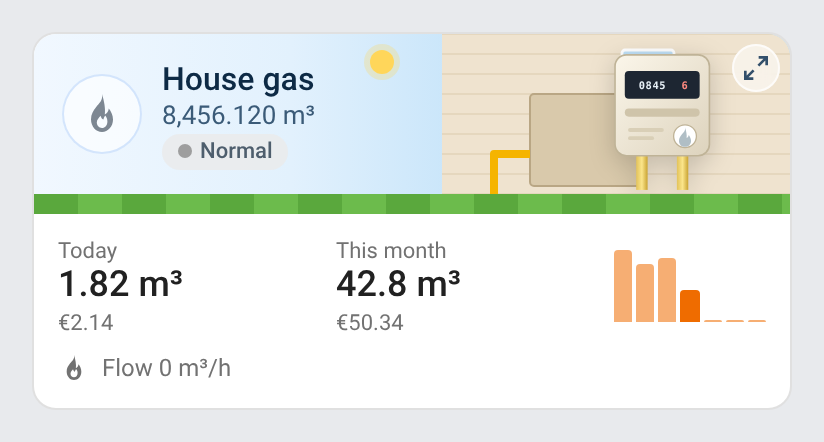 House gas
8,456.120 m³
Normal
0845 6
Today
1.82 m³
€2.14
This month
42.8 m³
€50.34
Flow 0 m³/h